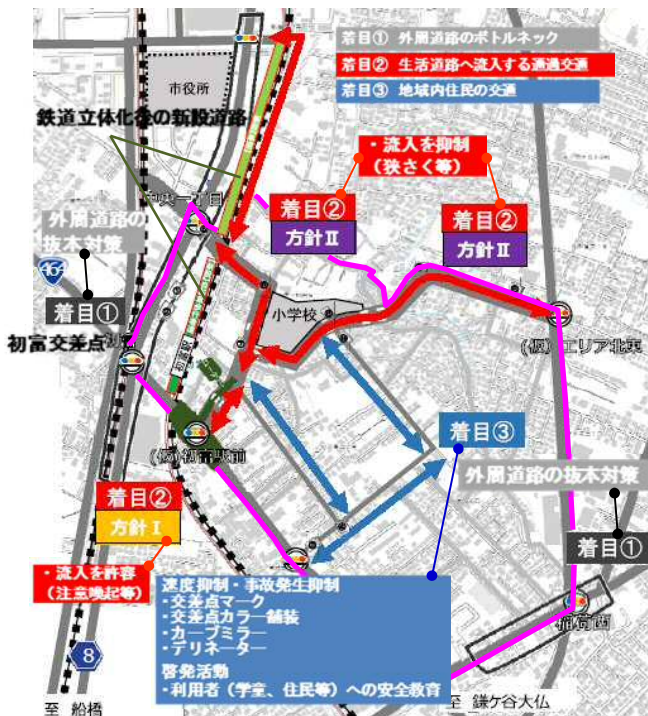 着目① 外周道路のボトルネック
着目② 生活道路へ流入する通過交通
着目③ 地域内住民の交通
市役所
鉄道立体化後の新設道路
・流入を抑制
（狭さく等）
中央一丁目
着目②
方針Ⅱ
着目②
方針Ⅱ
外周道路の
抜本対策
464
着目①
小学校
初富交差点
(仮)エリア北東
初富駅
着目③
(仮)初富駅前
外周道路の抜本対策
着目②
方針Ⅰ
着目①
・流入を許容
（注意喚起等）
速度抑制・事故発生抑制
・交差点マーク
・交差点カラー舗装
・カーブミラー
・デリネーター
啓発活動
・利用者（学童、住民等）への安全教育
稲荷西
8
至 船橋
至 鎌ケ谷大仏